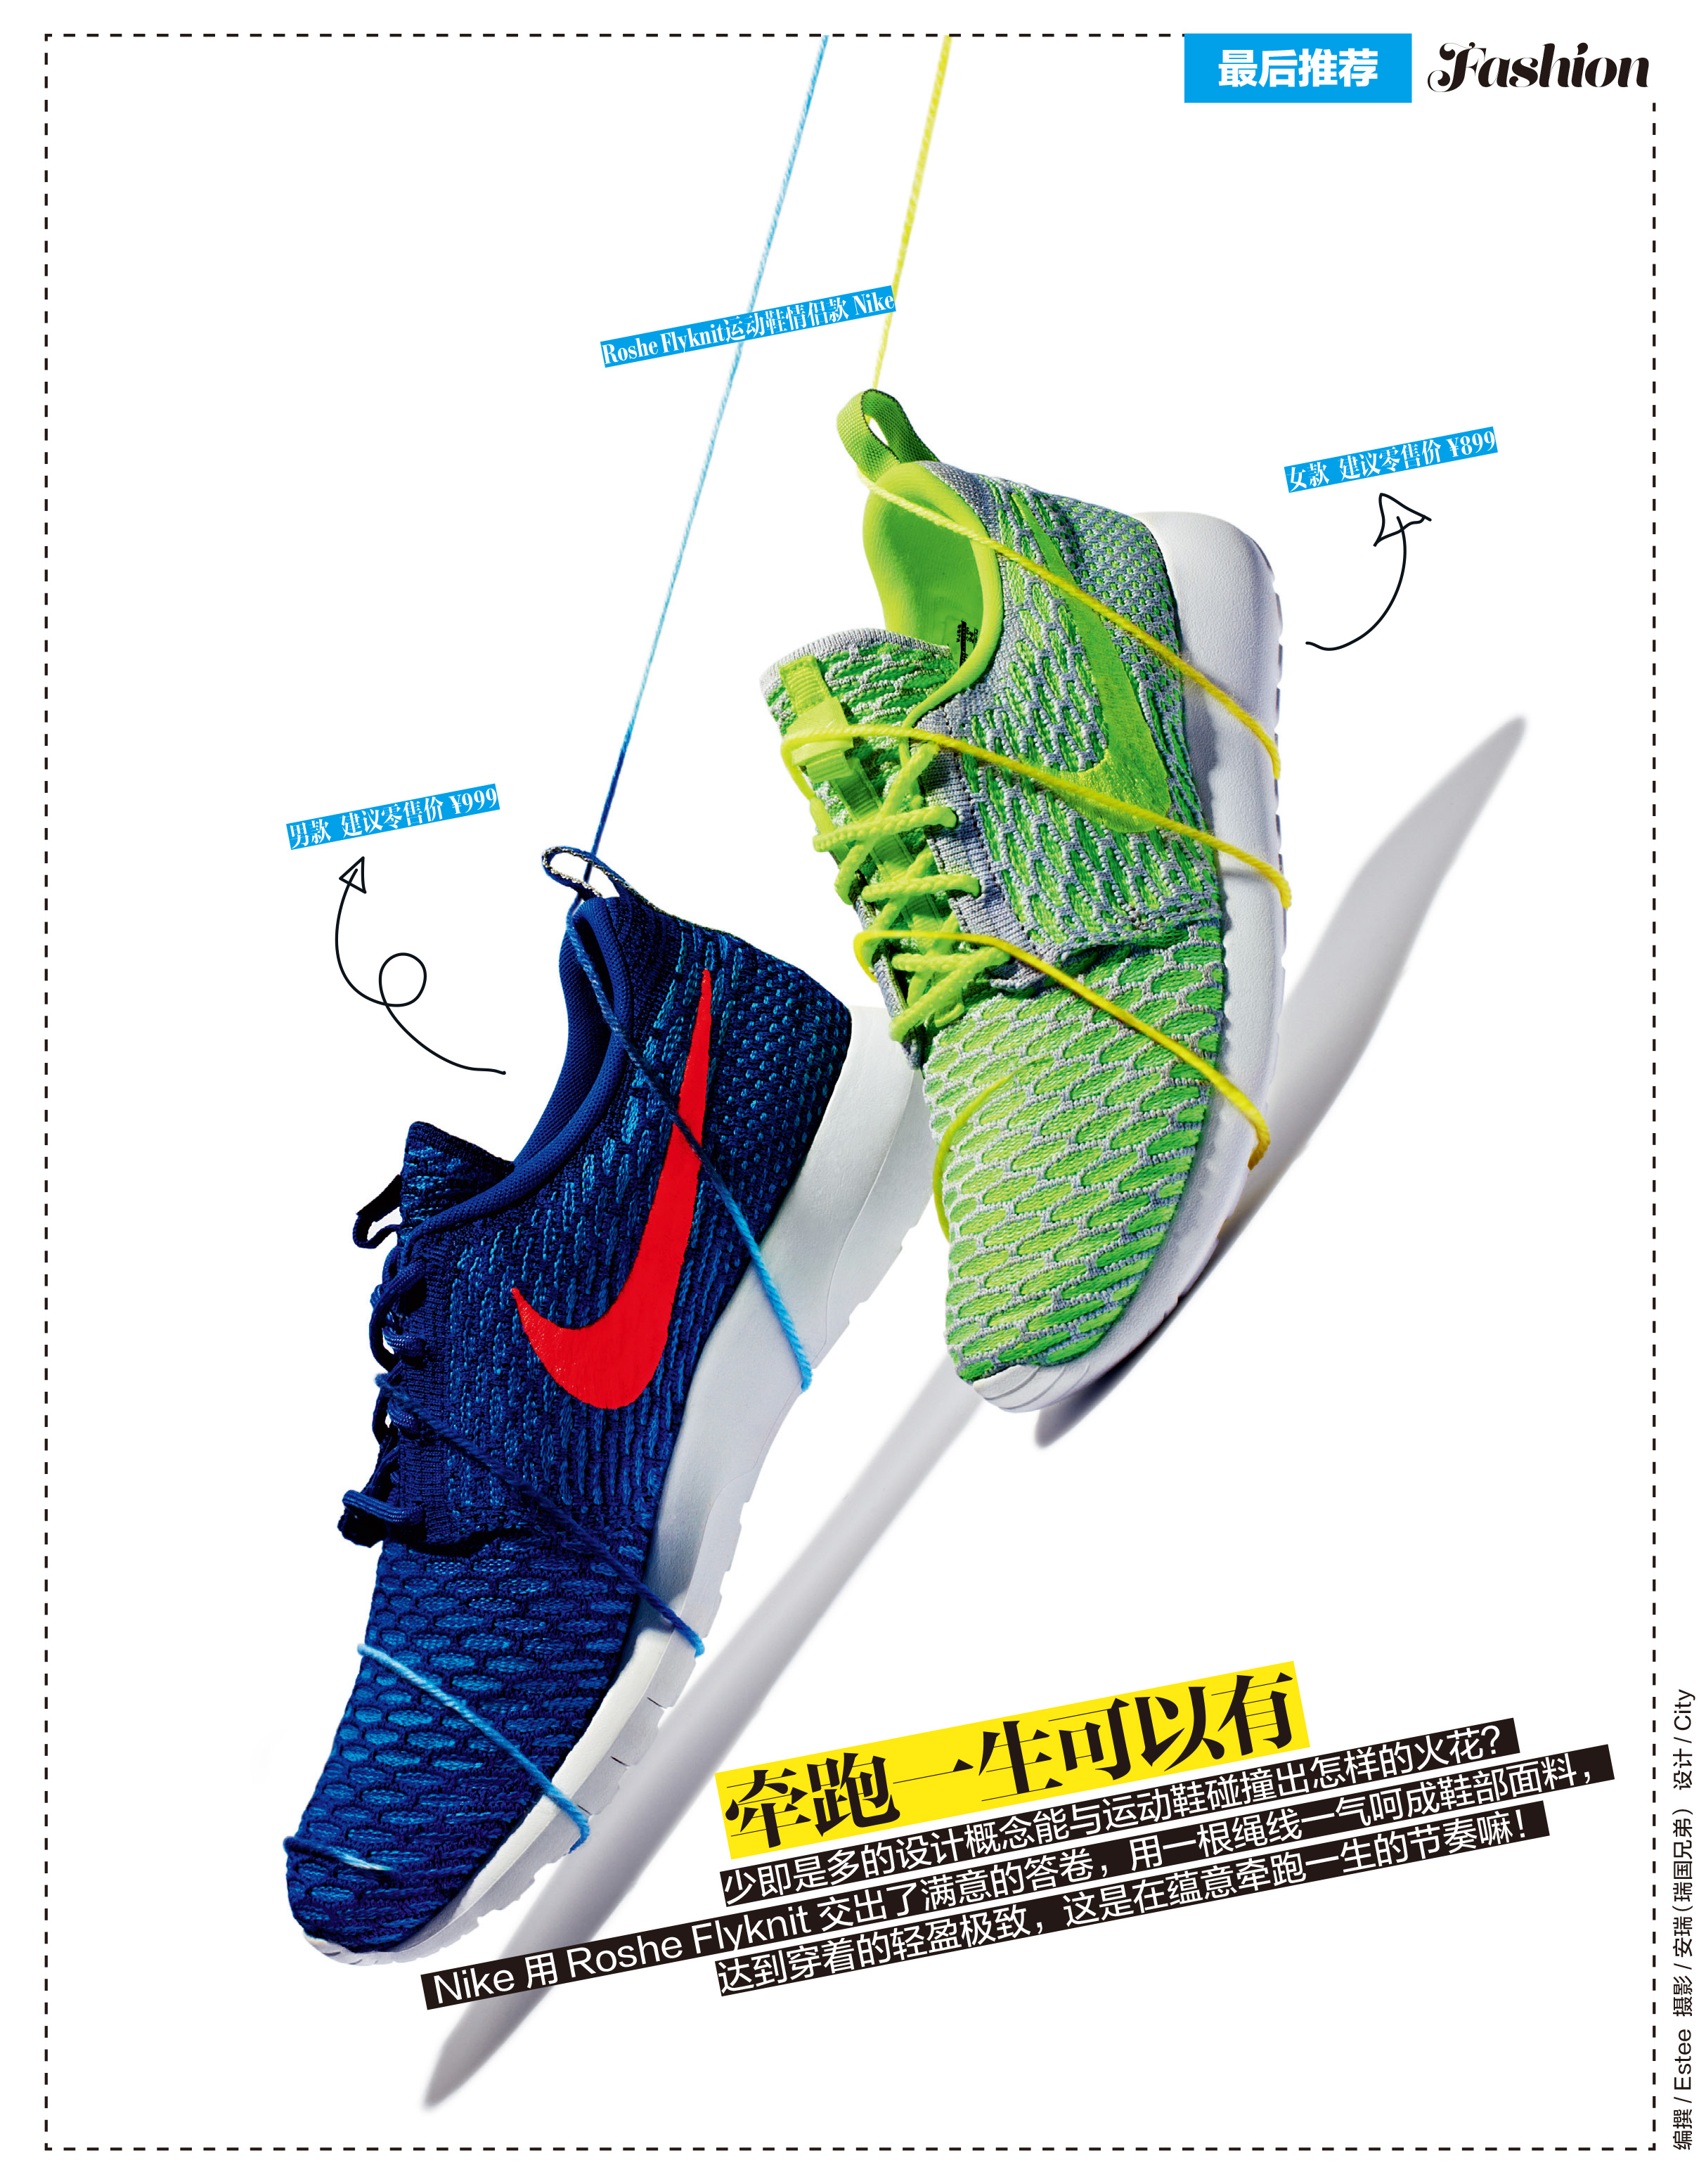 最后推荐 Fashion
Roshe Flyknit运动鞋情侣款 Nike
女款 建议零售价 ¥899
男款 建议零售价 ¥999
牵跑一生可以有
少即是多的设计概念能与运动鞋碰撞出怎样的火花？
Nike 用 Roshe Flyknit 交出了满意的答卷，用一根绳线一气呵成鞋部面料，
达到穿着的轻盈极致，这是在蕴意牵跑一生的节奏嘛！
编撰 / Estee 摄影 / 安瑞（瑞国兄弟） 设计 / City